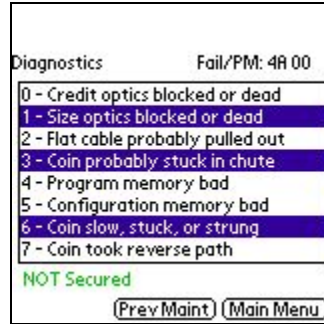 Diagnostics Fail/PM: 4A 00
0 - Credit optics blocked or dead
1 - Size optics blocked or dead
2 - Flat cable probably pulled out
3 - Coin probably stuck in chute
4 - Program memory bad
5 - Configuration memory bad
6 - Coin slow, stuck, or strung
7 - Coin took reverse path
NOT Secured
Prev Maint Main Menu